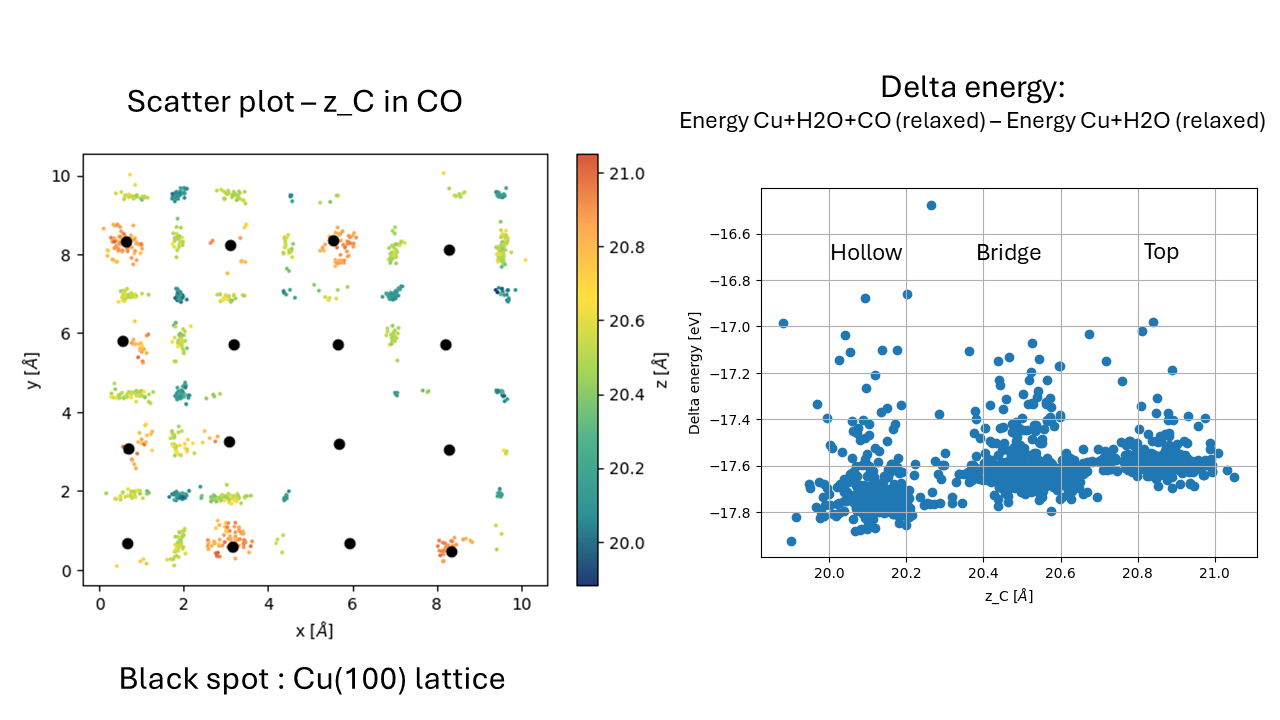 Scatter plot – z_C in CO
10
8
6
4
2
0
0 2 4 6 8 10
y [Å]
x [Å]
21.0
20.8
20.6
20.4
20.2
20.0
z [Å]
Black spot : Cu(100) lattice
Delta energy:
Energy Cu+H2O+CO (relaxed) – Energy Cu+H2O (relaxed)
Hollow Bridge Top
−16.6
−16.8
−17.0
−17.2
−17.4
−17.6
−17.8
Delta energy [eV]
20.0 20.2 20.4 20.6 20.8 21.0
z_C [Å]